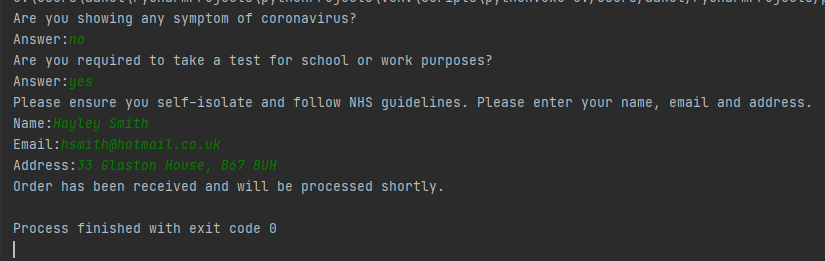 Are you showing any symptom of coronavirus?
Answer:no
Are you required to take a test for school or work purposes?
Answer:yes
Please ensure you self-isolate and follow NHS guidelines. Please enter your name, email and address.
Name:Hayley Smith
Email:hsmith@hotmail.co.uk
Address:33 Glaston House, B67 8UH
Order has been received and will be processed shortly.
Process finished with exit code 0